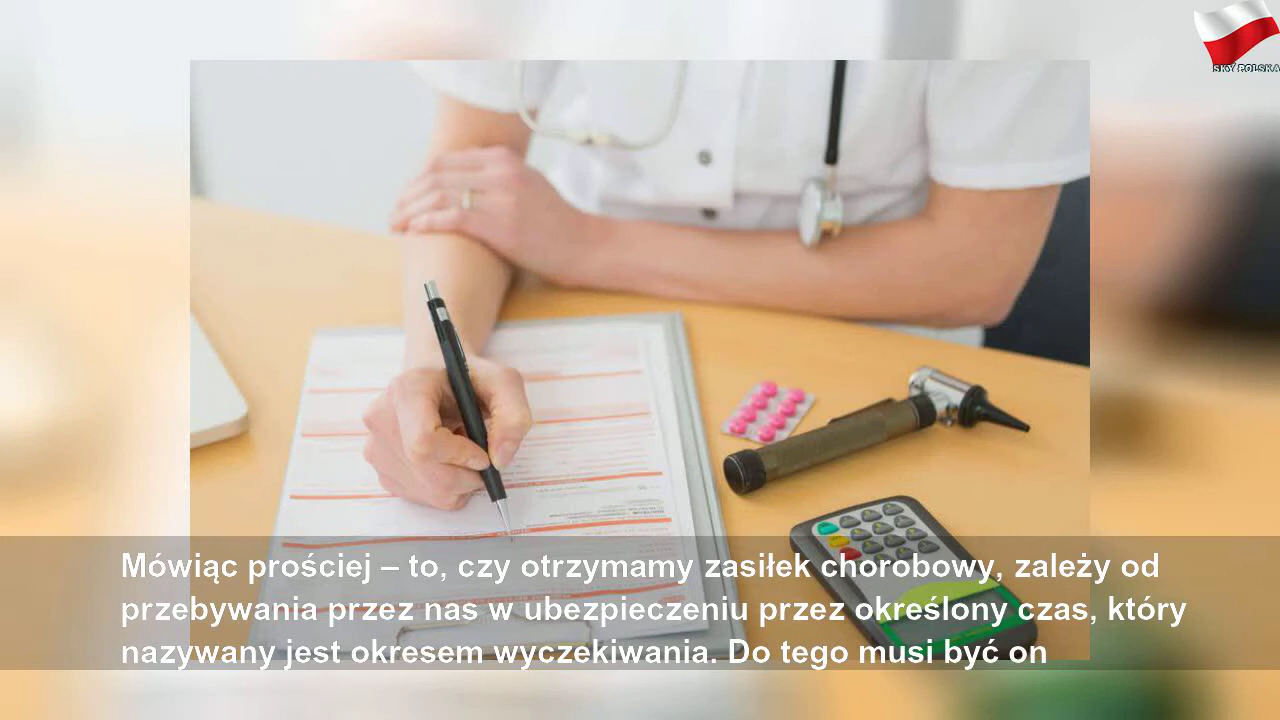 SKY POLSKA
Mówiąc prościej – to, czy otrzymamy zasiłek chorobowy, zależy od
przebywania przez nas w ubezpieczeniu przez określony czas, który
nazywany jest okresem wyczekiwania. Do tego musi być on